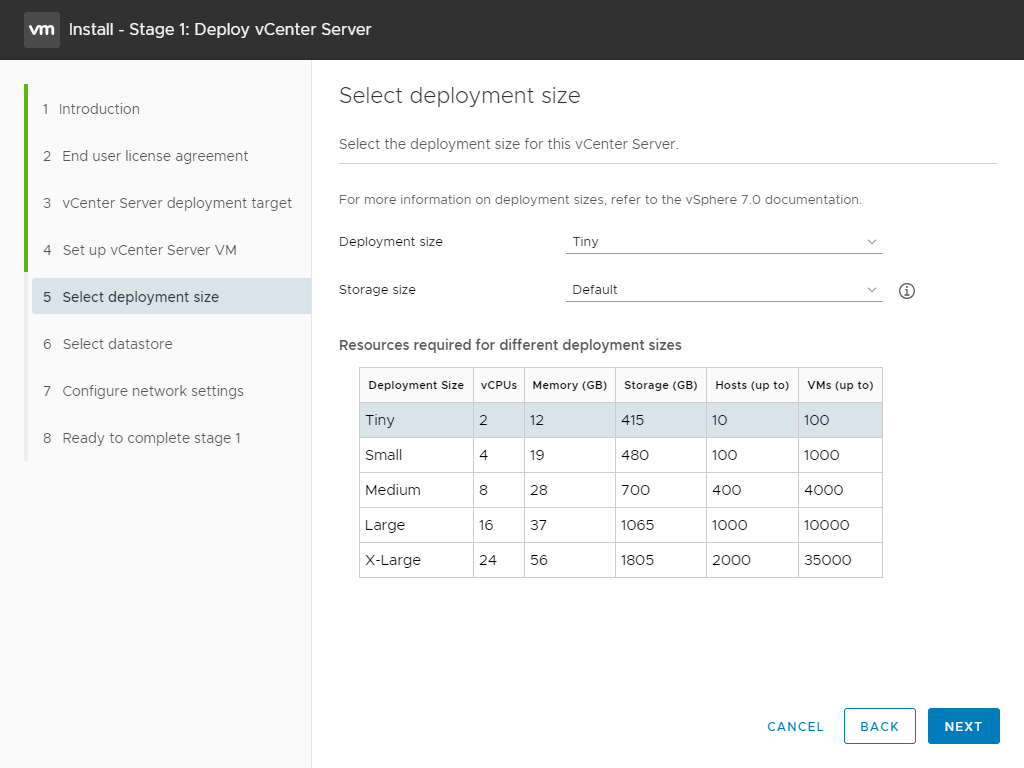 vm Install - Stage 1: Deploy vCenter Server
1 Introduction
2 End user license agreement
3 vCenter Server deployment target
4 Set up vCenter Server VM
5 Select deployment size
6 Select datastore
7 Configure network settings
8 Ready to complete stage 1
Select deployment size
Select the deployment size for this vCenter Server.
For more information on deployment sizes, refer to the vSphere 7.0 documentation.
Deployment size Tiny
Storage size Default
Resources required for different deployment sizes
Deployment Size vCPUs Memory (GB) Storage (GB) Hosts (up to) VMs (up to)
Tiny 2 12 415 10 100
Small 4 19 480 100 1000
Medium 8 28 700 400 4000
Large 16 37 1065 1000 10000
X-Large 24 56 1805 2000 35000
CANCEL BACK NEXT